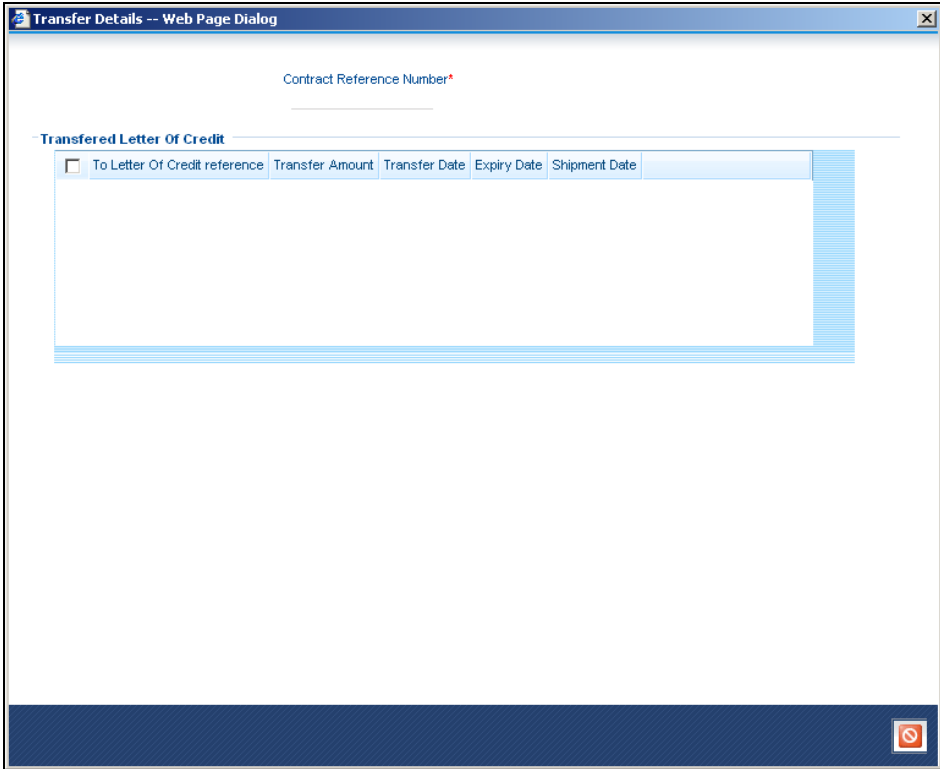 Transfer Details -- Web Page Dialog
Contract Reference Number*
Transfered Letter Of Credit
To Letter Of Credit reference Transfer Amount Transfer Date Expiry Date Shipment Date